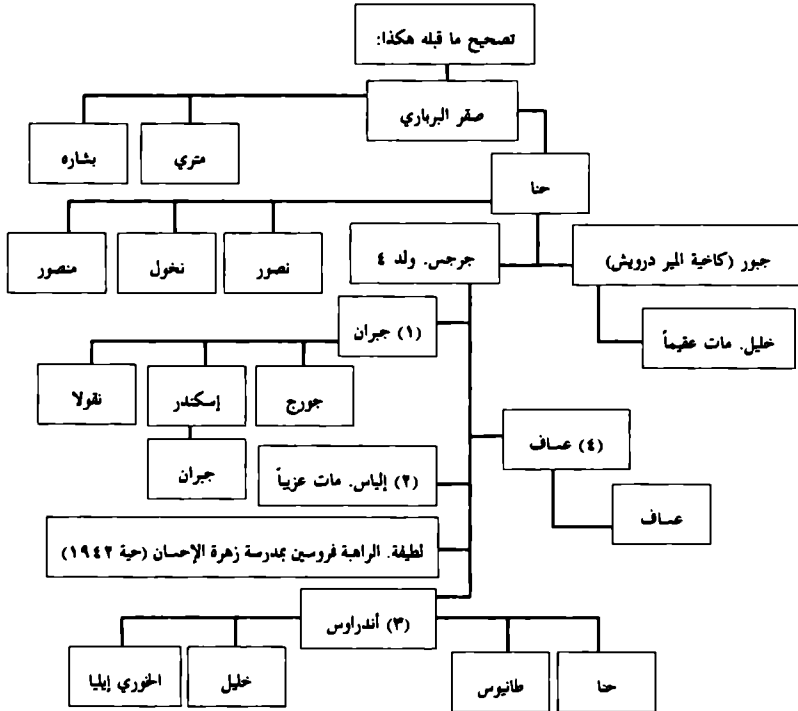 تصحيح ما قبله هكذا:
صقر البرباري
متري
بشاره
حنا
نصور
نخول
منصور
جبور (كاخية المير درويش)
جرجس. ولد ٤
خليل. مات عقيماً
(١) جبران
جورج
إسكندر
نقولا
جبران
(٤) عساف
عساف
(٢) إلياس. مات عزيباً
لطيفة. الراهبة فروسين بمدرسة زهرة الإحسان (حية ١٩٤٢)
(٣) أندراوس
حنا
طانيوس
خليل
الخوري إيليا